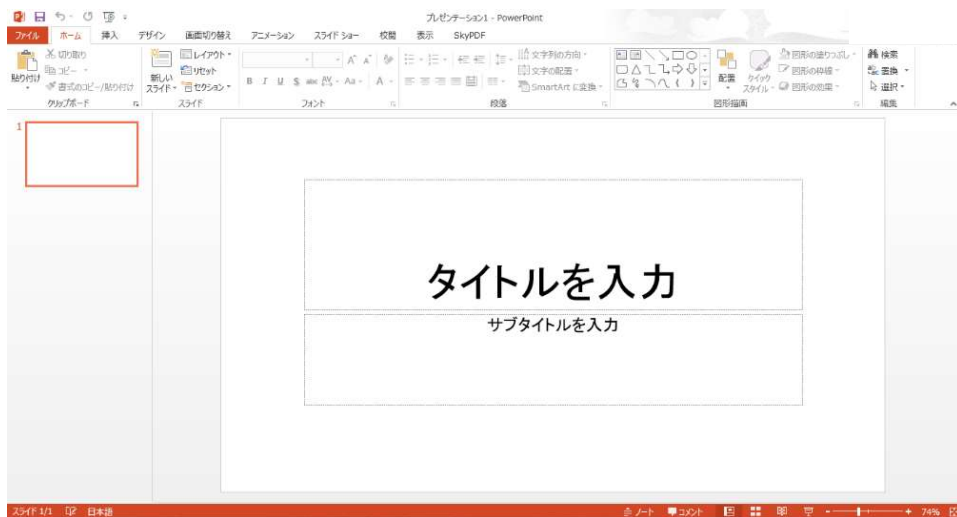 プレゼンテーション1 - PowerPoint
ファイル ホーム 挿入 デザイン 画面切り替え アニメーション スライド ショー 校閲 表示 SkyPDF
切り取り
コピー
書式のコピー/貼り付け
貼り付け
クリップボード
新しい
スライド
レイアウト
リセット
セクション
スライド
B I U S abc AV Aa A
フォント
文字列の方向
文字の配置
SmartArt に変換
段落
配置
クイック
スタイル
図形の塗りつぶし
図形の枠線
図形の効果
図形描画
検索
置換
選択
編集
1
タイトルを入力
サブタイトルを入力
スライド 1/1 日本語 ノート コメント 74%